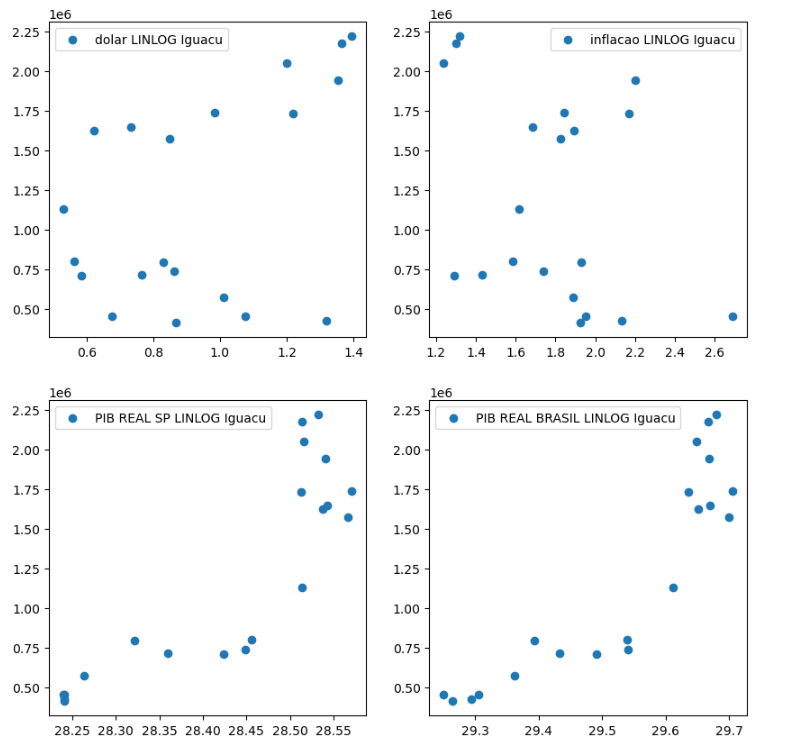 1e6
dolar LINLOG Iguacu
2.25
2.00
1.75
1.50
1.25
1.00
0.75
0.50
0.6 0.8 1.0 1.2 1.4
1e6
inflacao LINLOG Iguacu
2.25
2.00
1.75
1.50
1.25
1.00
0.75
0.50
1.2 1.4 1.6 1.8 2.0 2.2 2.4 2.6
1e6
PIB REAL SP LINLOG Iguacu
2.25
2.00
1.75
1.50
1.25
1.00
0.75
0.50
28.25 28.30 28.35 28.40 28.45 28.50 28.55
1e6
PIB REAL BRASIL LINLOG Iguacu
2.25
2.00
1.75
1.50
1.25
1.00
0.75
0.50
29.3 29.4 29.5 29.6 29.7